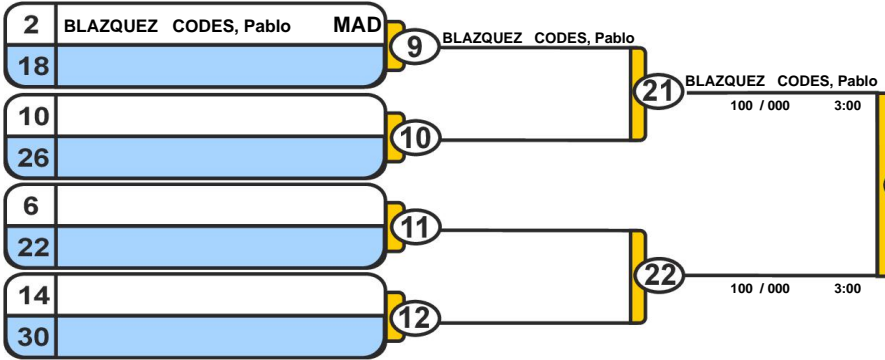 2 BLAZQUEZ CODES, Pablo MAD
18
9
BLAZQUEZ CODES, Pablo
10
26
10
21
BLAZQUEZ CODES, Pablo
100 / 000 3:00
6
22
11
14
30
12
22
100 / 000 3:00